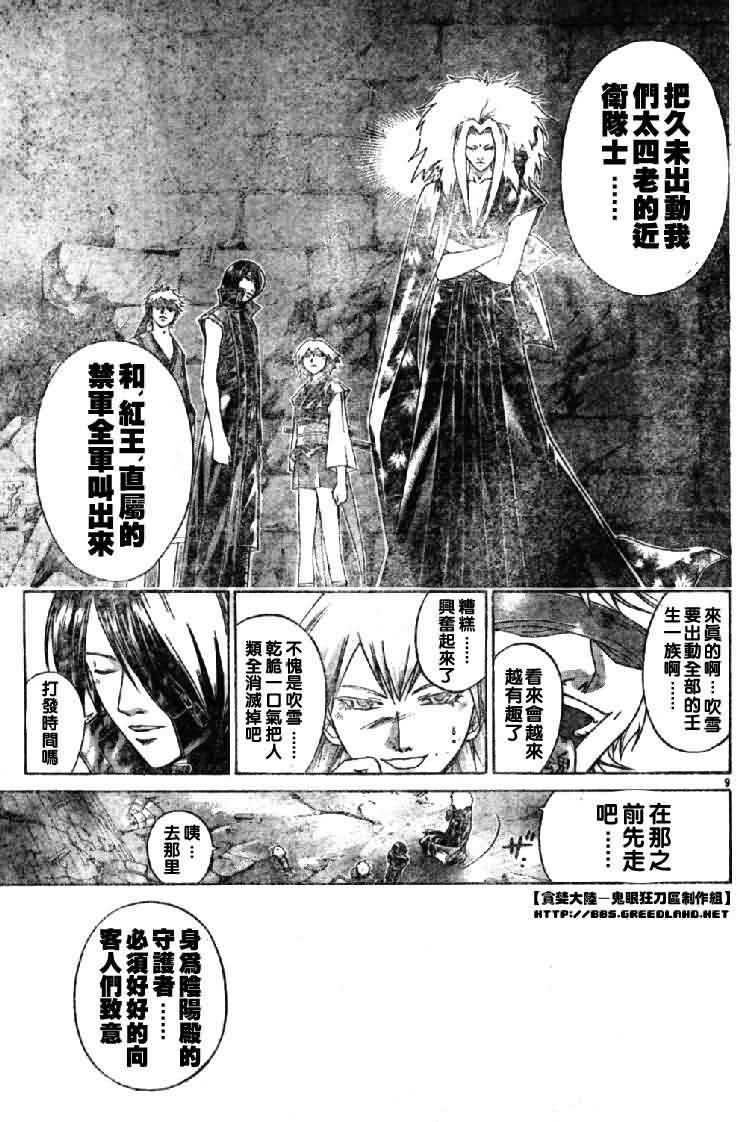 把久未出動我
們太四老的近
衛隊士……
和,紅王,直屬的
禁軍全軍叫出來
來真的啊…吹雪
要出動全部的壬
生一族啊……
看來會越來
越有趣了
糟糕……
興奮起來了
不愧是吹雪……
乾脆一口氣把人
類全消滅掉吧
打發時間嗎
9
在那之
前先走
吧……
咦…
去那里
【貪婪大陸—鬼眼狂刀區制作組】
HTTP://BBS.GREEDLAND.NET
身為陰陽殿的
守護者……
必須好好的向
客人們致意